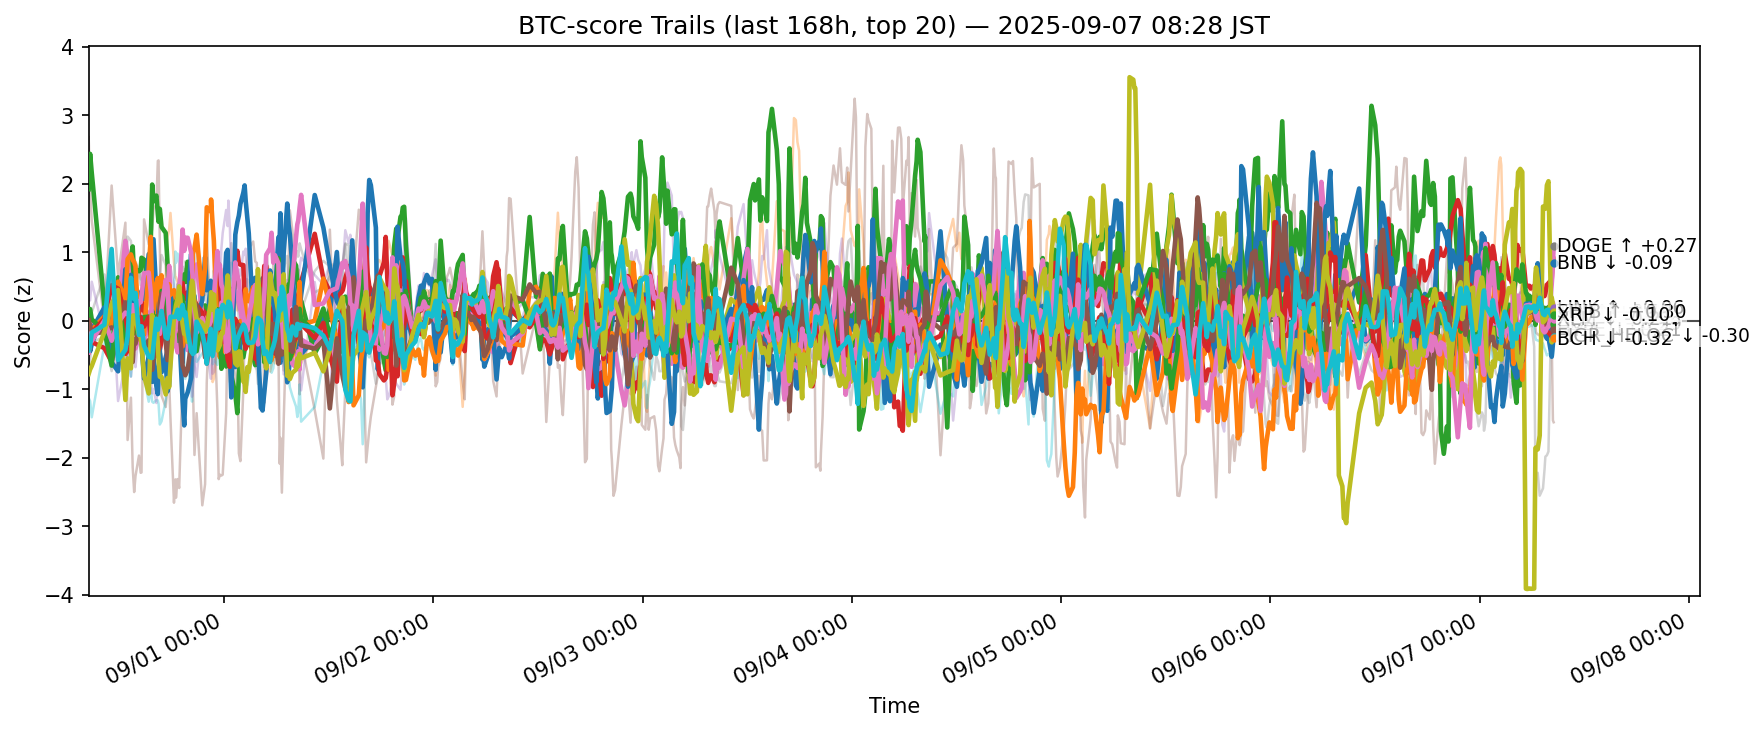 BTC-score Trails (last 168h, top 20) — 2025-09-07 08:28 JST
Score (z)
4
3
2
1
0
−1
−2
−3
−4
DOGE ↑ +0.27
BNB ↓ -0.09
XRP ↓ -0.10
BCH ↓ -0.32
↓ -0.30
09/01 00:00
09/02 00:00
09/03 00:00
09/04 00:00
09/05 00:00
09/06 00:00
09/07 00:00
09/08 00:00
Time